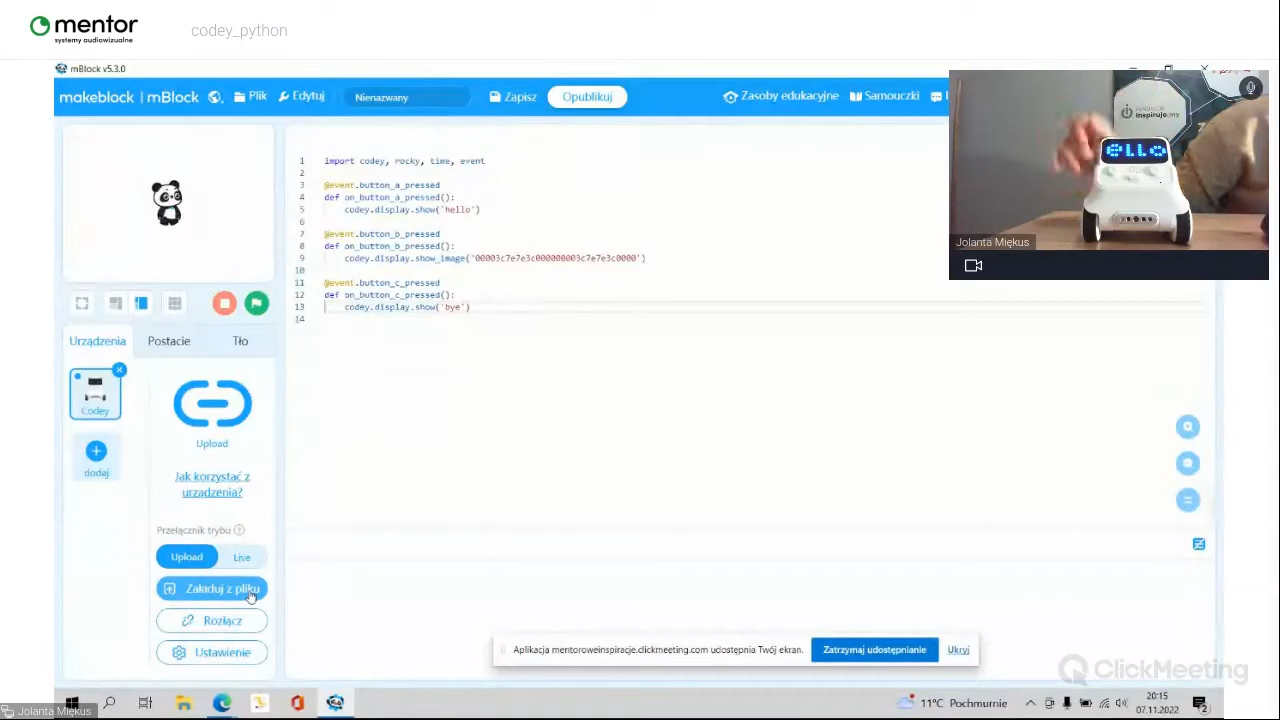 mentor
systemy audiowizualne
codey_python
mBlock v5.3.0
makeblock | mBlock
Plik
Edytuj
Nienazwany
Zapisz
Opublikuj
Zasoby edukacyjne
Samouczki
1 import codey, rocky, time, event
2
3 @event.button_a_pressed
4 def on_button_a_pressed():
5 codey.display.show('hello')
6
7 @event.button_b_pressed
8 def on_button_b_pressed():
9 codey.display.show_image('00003c7e7e3c000000003c7e7e3c0000')
10
11 @event.button_c_pressed
12 def on_button_c_pressed():
13 codey.display.show('bye')
14
inspiruje.my
ello
Jolanta Miękus
Urządzenia
Postacie
Tło
Codey
dodaj
Upload
Jak korzystać z
urządzenia?
Przełącznik trybu
Upload
Live
Załaduj z pliku
Rozłącz
Ustawienie
Aplikacja mentoroweinspiracje.clickmeeting.com udostępnia Twój ekran.
Zatrzymaj udostępnianie
Ukryj
ClickMeeting
Jolanta Miękus
11°C Pochmurnie
20:15
07.11.2022
2